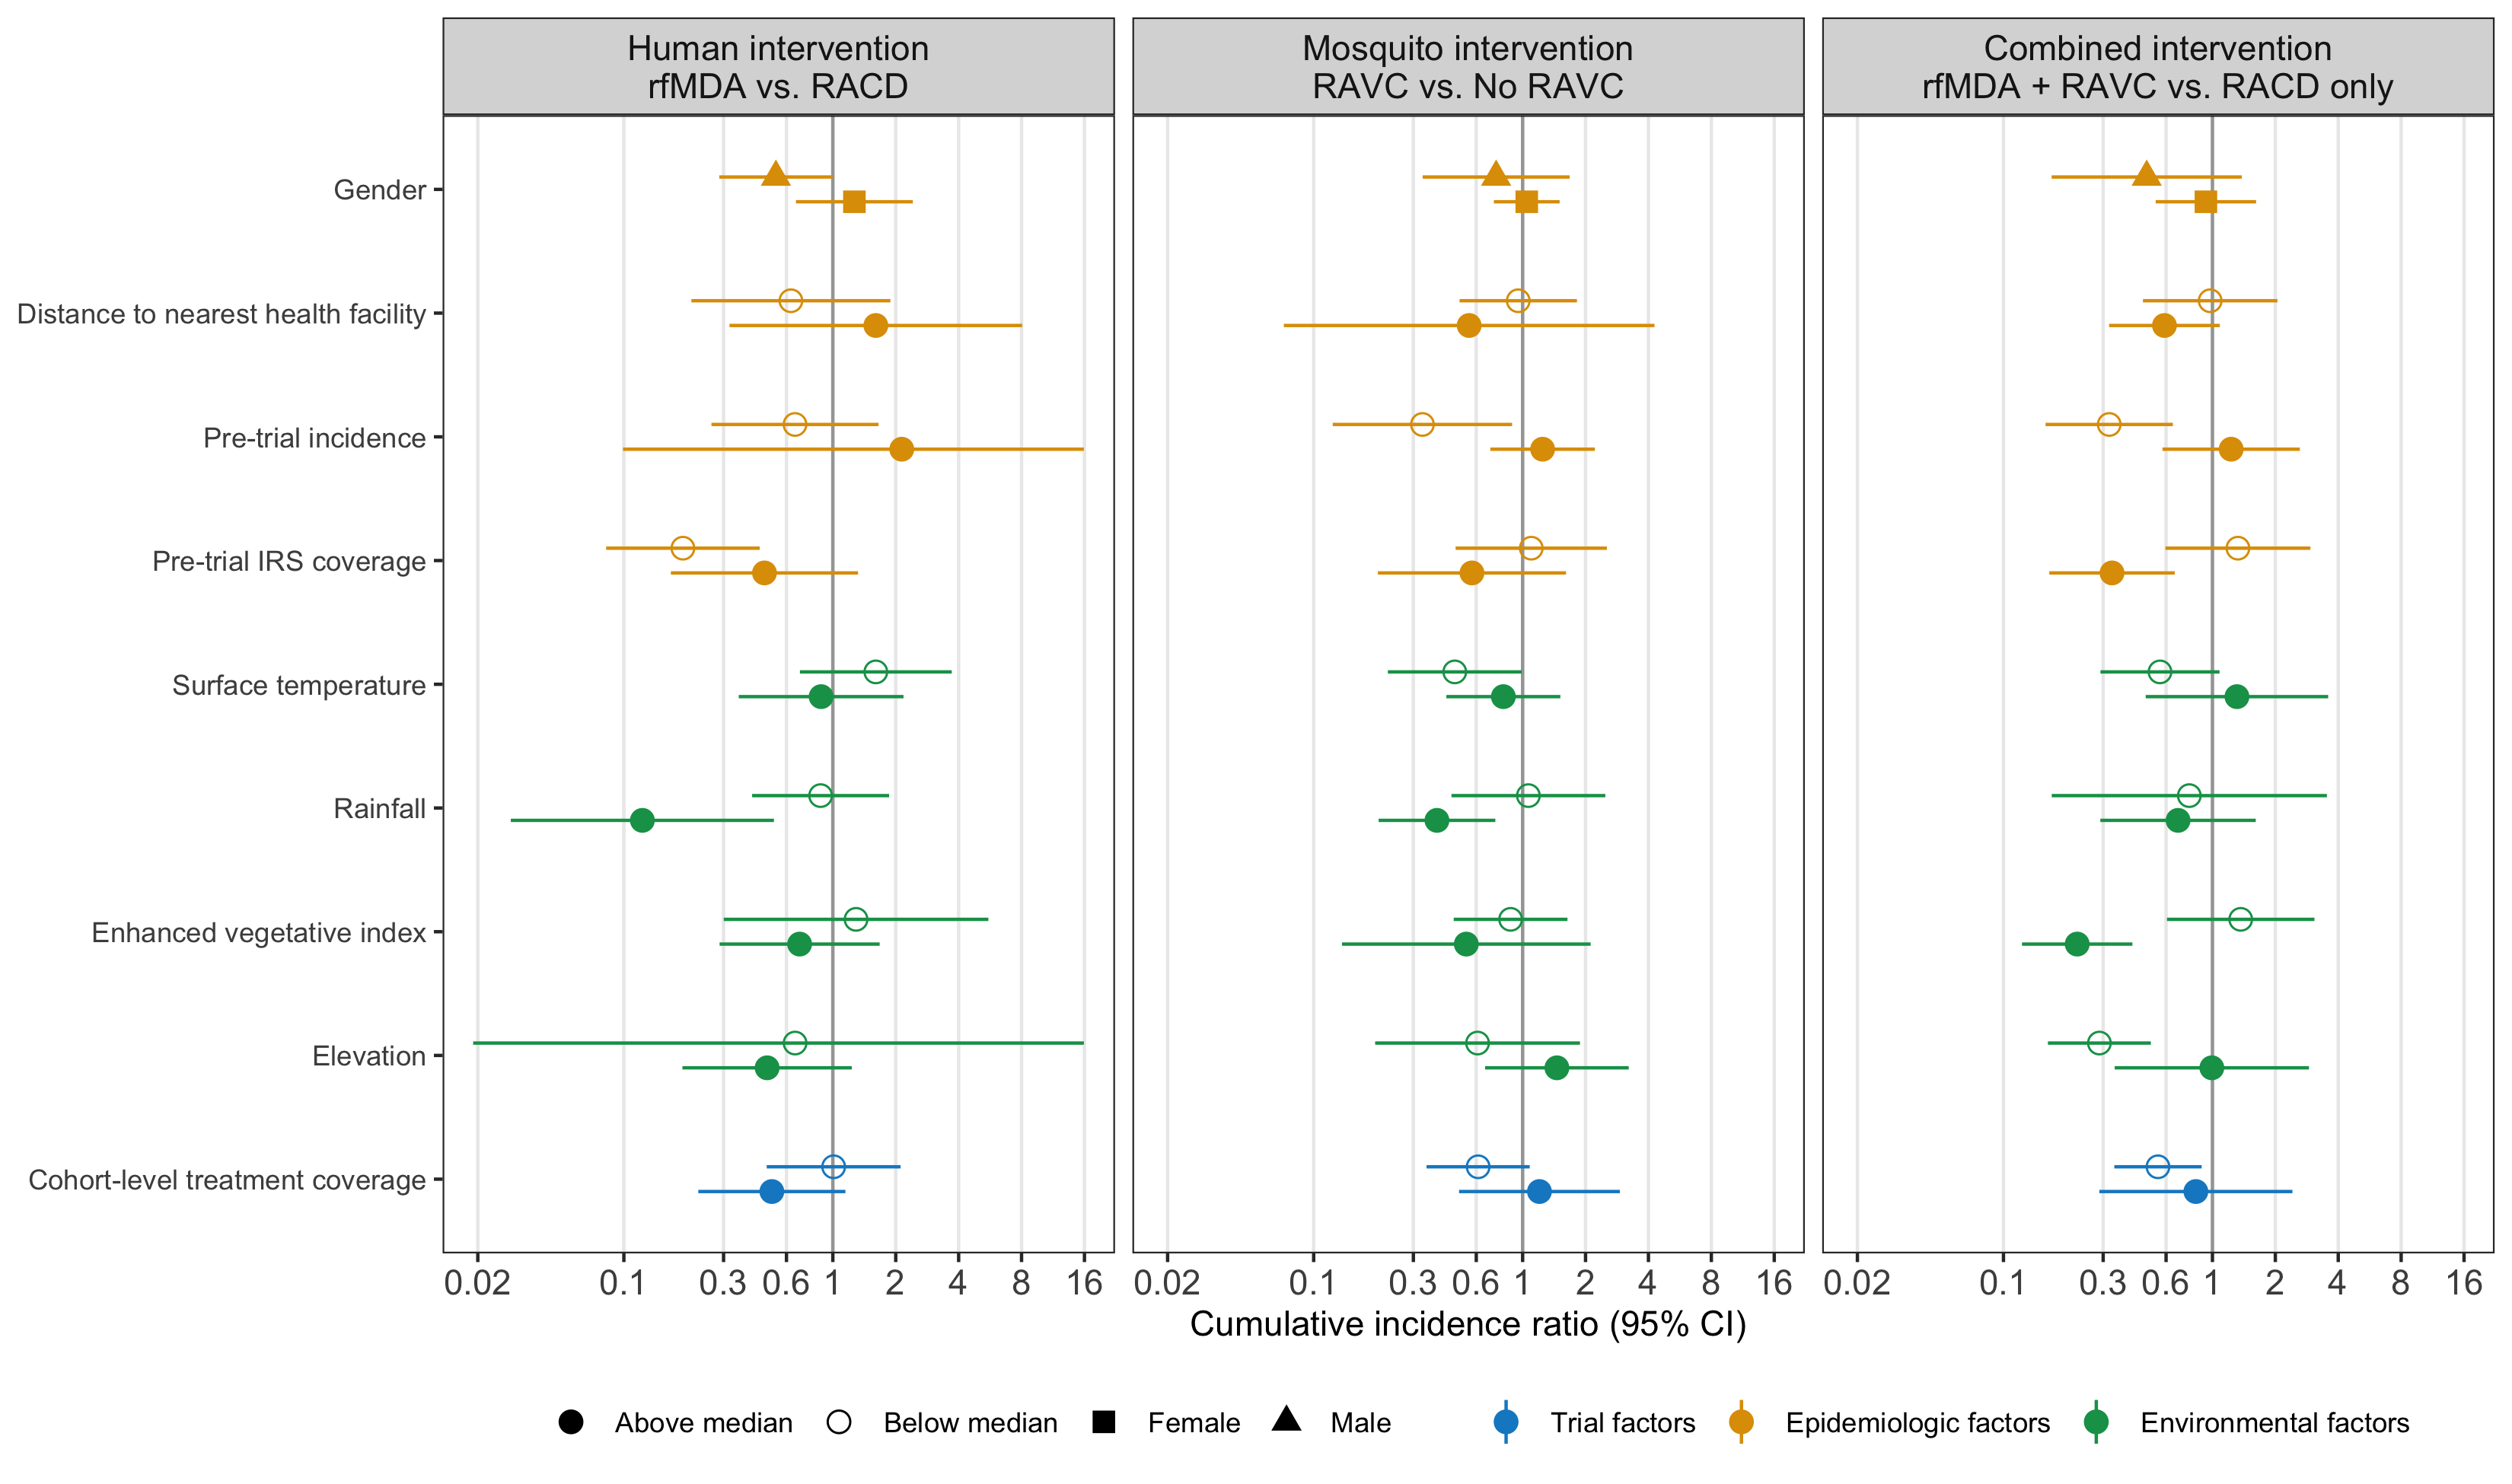 Human intervention
rfMDA vs. RACD
Mosquito intervention
RAVC vs. No RAVC
Combined intervention
rfMDA + RAVC vs. RACD only
Gender
Distance to nearest health facility
Pre-trial incidence
Pre-trial IRS coverage
Surface temperature
Rainfall
Enhanced vegetative index
Elevation
Cohort-level treatment coverage
0.02 0.1 0.3 0.6 1 2 4 8 16
0.02 0.1 0.3 0.6 1 2 4 8 16
0.02 0.1 0.3 0.6 1 2 4 8 16
Cumulative incidence ratio (95% CI)
Above median Below median Female Male Trial factors Epidemiologic factors Environmental factors